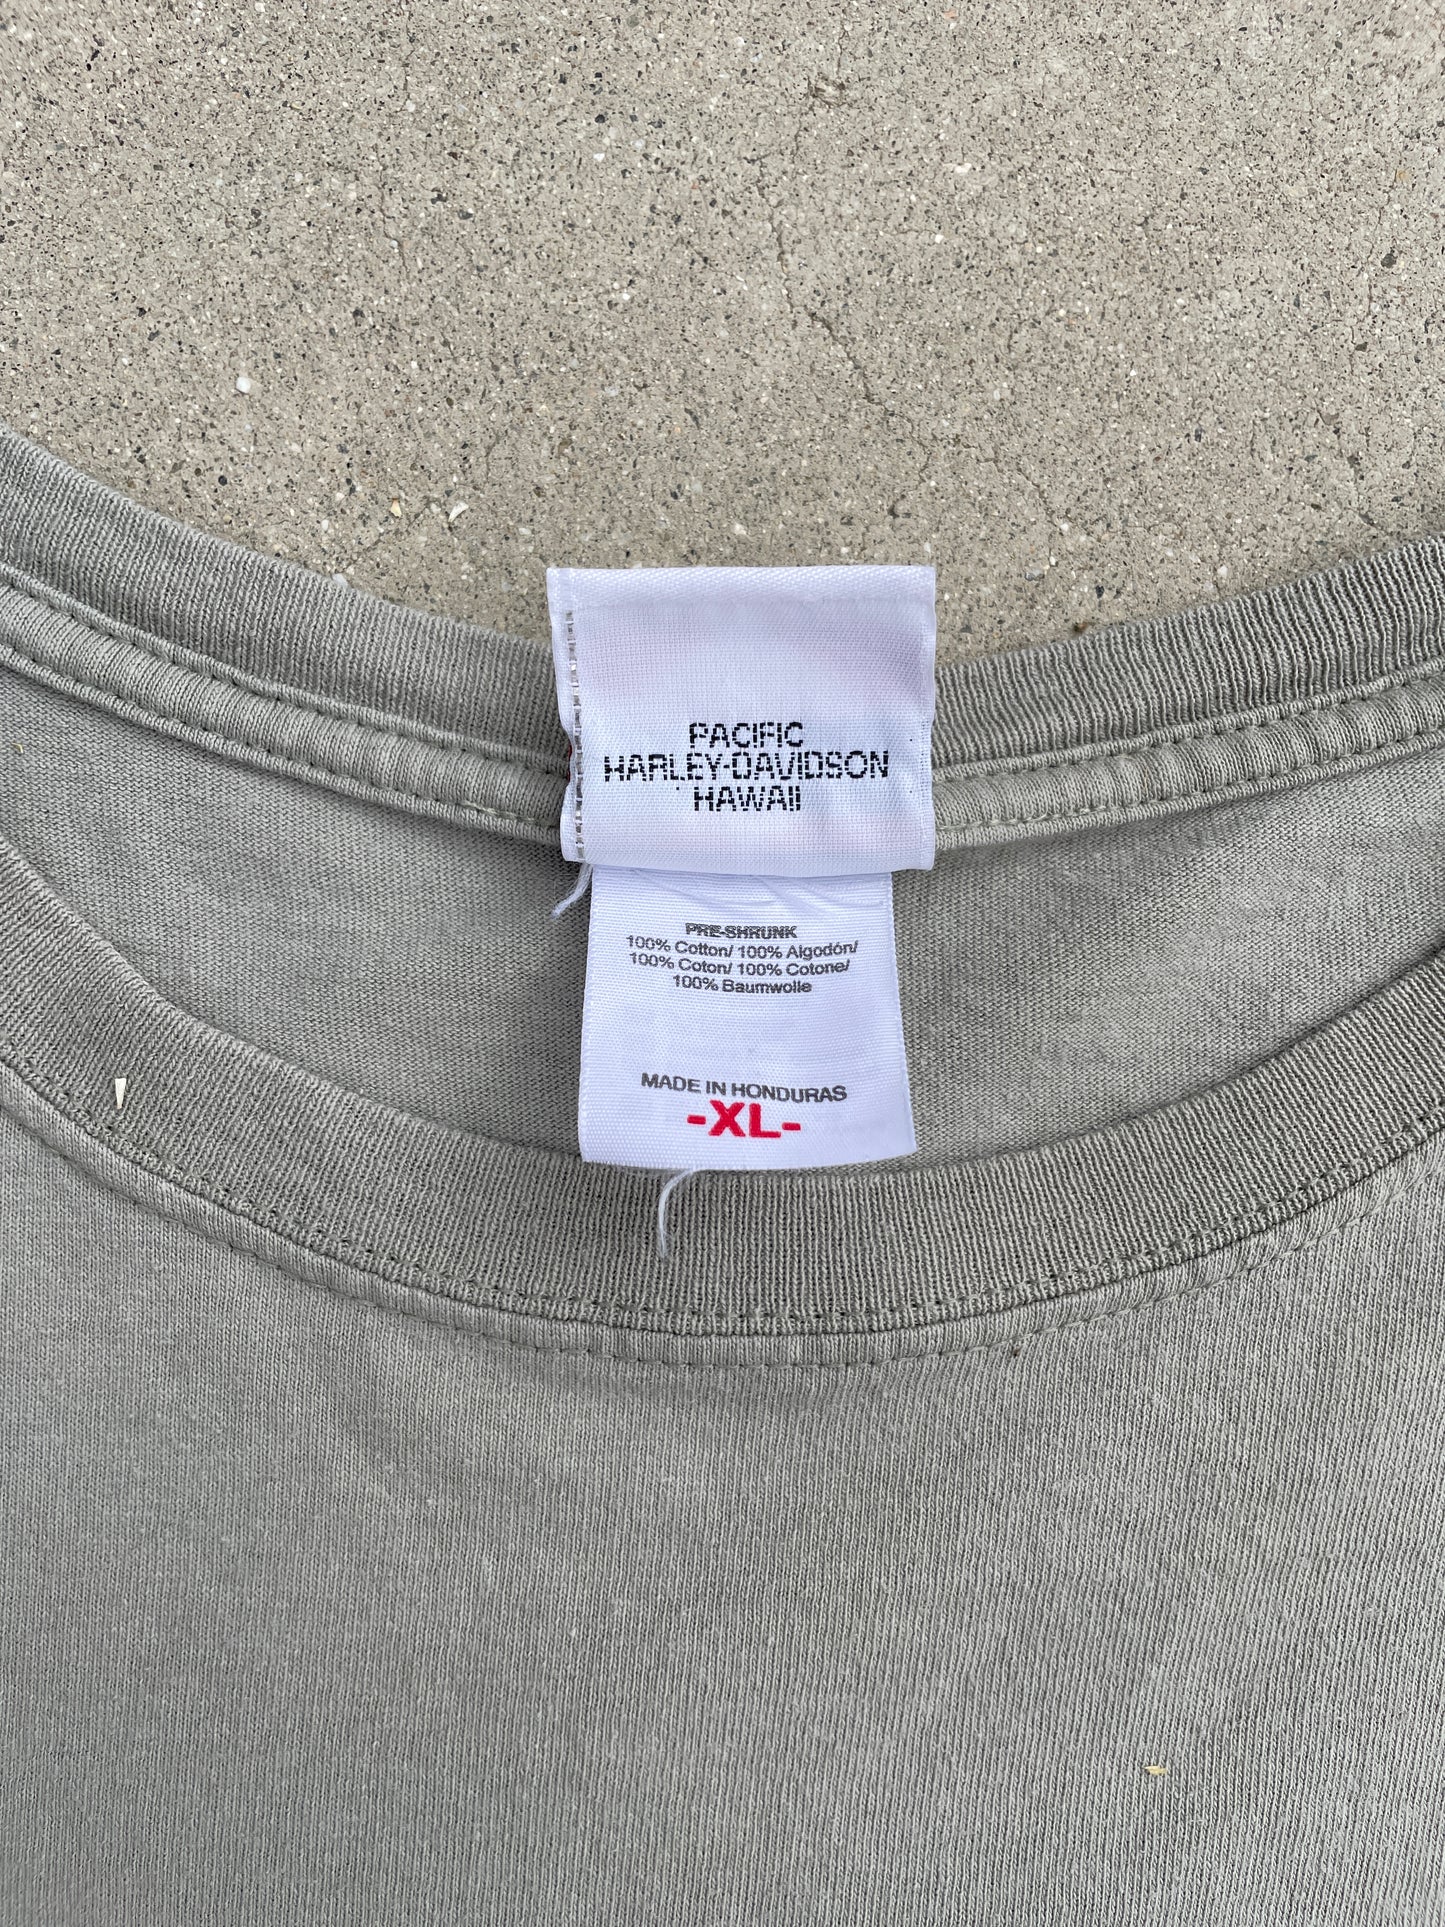 PACIFIC
HARLEY-DAVIDSON
HAWAII
PRE-SHRUNK
100% Cotton/ 100% Algodón/
100% Coton/ 100% Cotone/
100% Baumwolle
MADE IN HONDURAS
-XL-